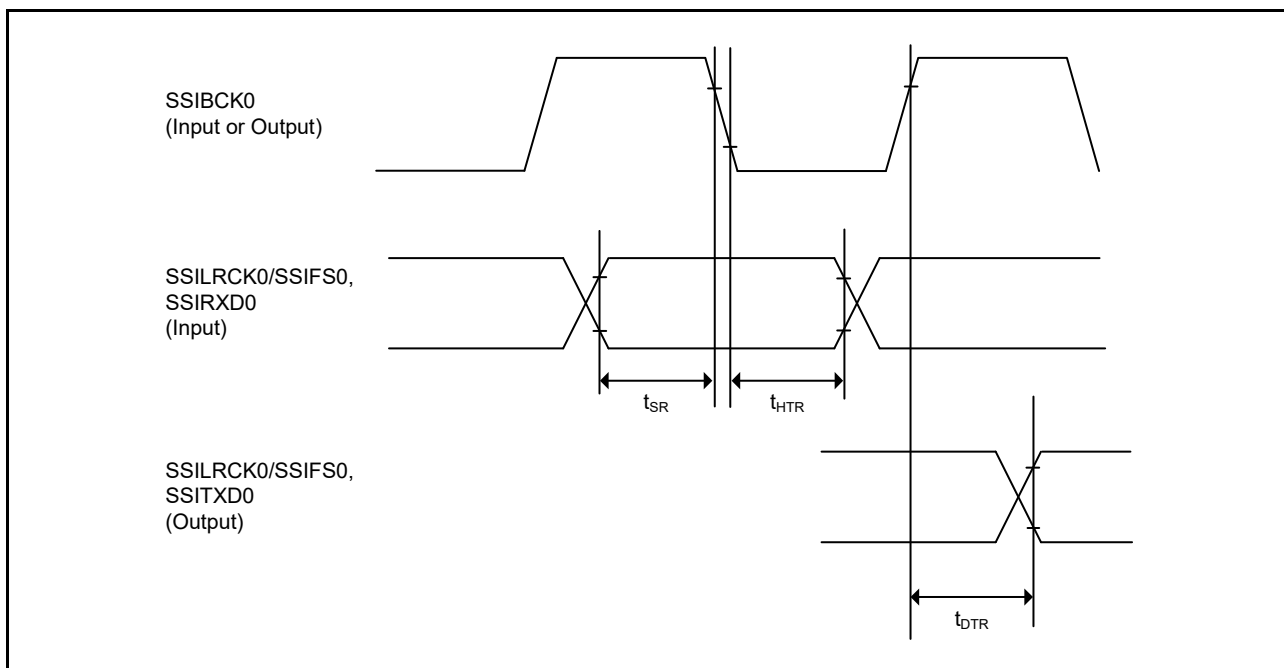 SSIBCK0
(Input or Output)
SSILRCK0/SSIFS0,
SSIRXD0
(Input)
tSR
tHTR
SSILRCK0/SSIFS0,
SSITXD0
(Output)
tDTR